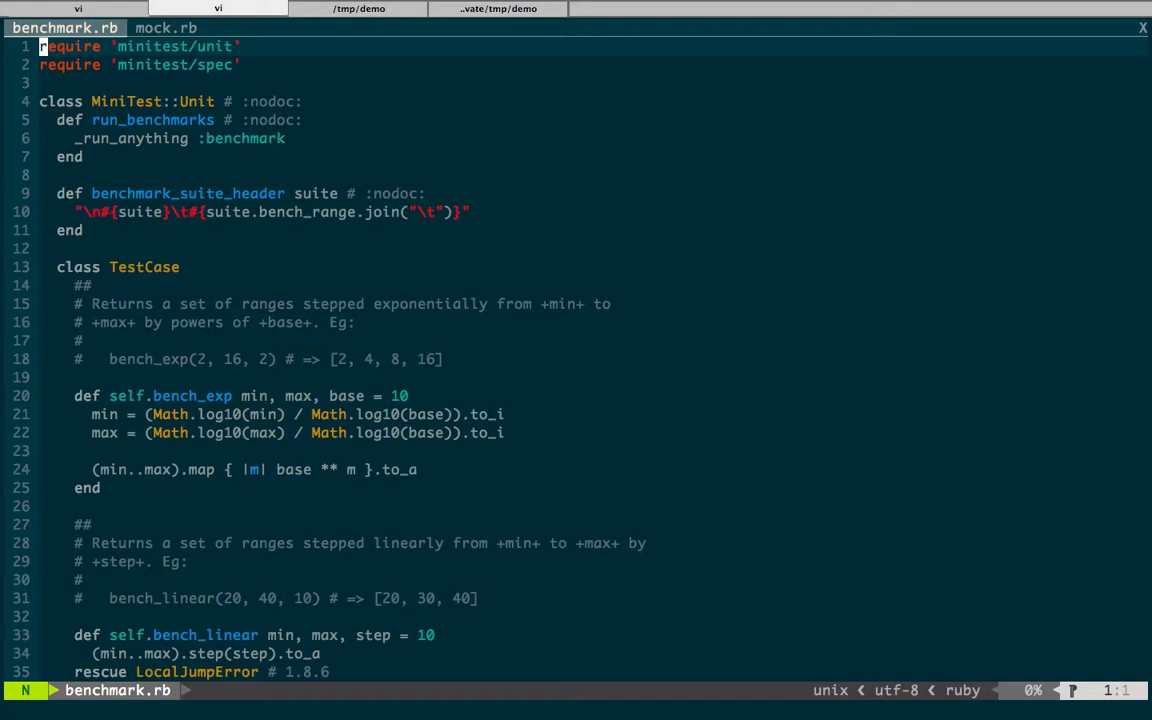 vi vi /tmp/demo ..vate/tmp/demo
benchmark.rb mock.rb X
1 require 'minitest/unit'
2 require 'minitest/spec'
3
4 class MiniTest::Unit # :nodoc:
5   def run_benchmarks # :nodoc:
6     _run_anything :benchmark
7   end
8
9   def benchmark_suite_header suite # :nodoc:
10     "\n#{suite}\t#{suite.bench_range.join("\t")}"
11   end
12
13   class TestCase
14     ##
15     # Returns a set of ranges stepped exponentially from +min+ to
16     # +max+ by powers of +base+. Eg:
17     #
18     #   bench_exp(2, 16, 2) # => [2, 4, 8, 16]
19
20     def self.bench_exp min, max, base = 10
21       min = (Math.log10(min) / Math.log10(base)).to_i
22       max = (Math.log10(max) / Math.log10(base)).to_i
23
24       (min..max).map { |m| base ** m }.to_a
25     end
26
27     ##
28     # Returns a set of ranges stepped linearly from +min+ to +max+ by
29     # +step+. Eg:
30     #
31     #   bench_linear(20, 40, 10) # => [20, 30, 40]
32
33     def self.bench_linear min, max, step = 10
34       (min..max).step(step).to_a
35     rescue LocalJumpError # 1.8.6
N benchmark.rb unix utf-8 ruby 0% 1:1